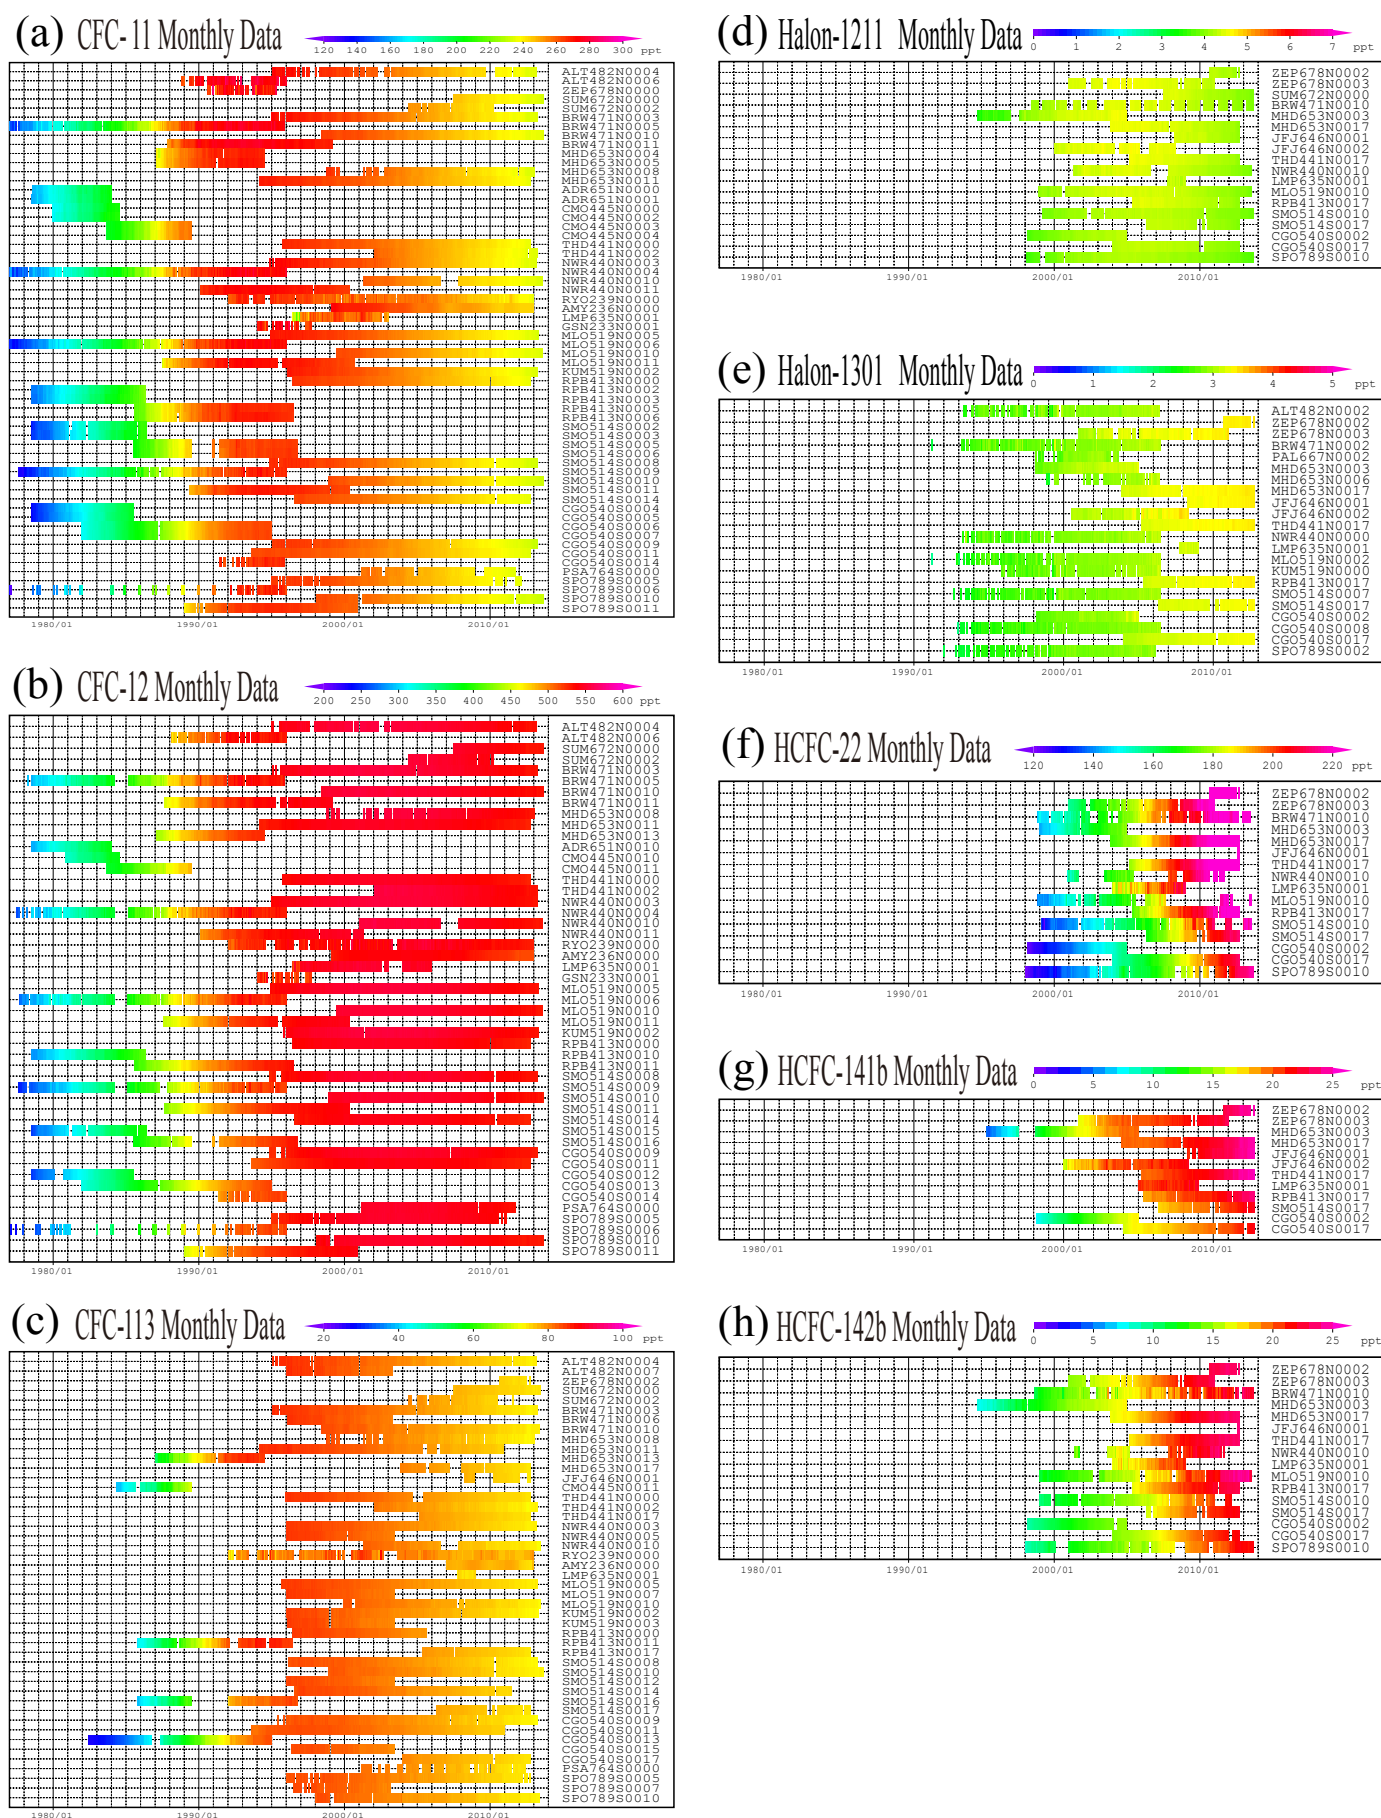 (a) CFC- 11 Monthly Data
120 140 160 180 200 220 240 260 280 300 ppt
ALT482N0004
ALT482N0006
ZEP678N0000
SUM672N0000
SUM672N0002
BRW471N0003
BRW471N0005
BRW471N0010
BRW471N0011
MHD653N0004
MHD653N0005
MHD653N0008
MHD653N0011
ADR651N0000
ADR651N0001
CMO445N0000
CMO445N0002
CMO445N0003
CMO445N0004
THD441N0000
THD441N0002
NWR440N0003
NWR440N0004
NWR440N0010
NWR440N0011
RYO239N0000
AMY236N0000
LMP635N0001
GSN233N0001
MLO519N0005
MLO519N0006
MLO519N0010
MLO519N0011
KUM519N0002
RPB413N0000
RPB413N0002
RPB413N0003
RPB413N0005
RPB413N0006
SMO514S0002
SMO514S0003
SMO514S0005
SMO514S0006
SMO514S0008
SMO514S0009
SMO514S0010
SMO514S0011
SMO514S0014
CGO540S0004
CGO540S0005
CGO540S0006
CGO540S0007
CGO540S0009
CGO540S0011
CGO540S0014
PSA764S0000
SPO789S0005
SPO789S0006
SPO789S0010
SPO789S0011
1980/01 1990/01 2000/01 2010/01
(b) CFC-12 Monthly Data
200 250 300 350 400 450 500 550 600 ppt
ALT482N0004
ALT482N0006
SUM672N0000
SUM672N0002
BRW471N0003
BRW471N0005
BRW471N0010
BRW471N0011
MHD653N0008
MHD653N0011
MHD653N0013
ADR651N0010
CMO445N0010
CMO445N0011
THD441N0000
THD441N0002
NWR440N0003
NWR440N0004
NWR440N0010
NWR440N0011
RYO239N0000
AMY236N0000
LMP635N0001
GSN233N0001
MLO519N0005
MLO519N0006
MLO519N0010
MLO519N0011
KUM519N0002
RPB413N0000
RPB413N0010
RPB413N0011
SMO514S0008
SMO514S0009
SMO514S0010
SMO514S0011
SMO514S0014
SMO514S0015
SMO514S0016
CGO540S0009
CGO540S0011
CGO540S0012
CGO540S0013
CGO540S0014
PSA764S0000
SPO789S0005
SPO789S0006
SPO789S0010
SPO789S0011
1980/01 1990/01 2000/01 2010/01
(c) CFC-113 Monthly Data
20 40 60 80 100 ppt
ALT482N0004
ALT482N0007
ZEP678N0002
SUM672N0000
SUM672N0002
BRW471N0003
BRW471N0006
BRW471N0010
MHD653N0008
MHD653N0011
MHD653N0013
MHD653N0017
JFJ646N0001
CMO445N0011
THD441N0000
THD441N0002
THD441N0017
NWR440N0003
NWR440N0005
NWR440N0010
RYO239N0000
AMY236N0000
LMP635N0001
MLO519N0005
MLO519N0007
MLO519N0010
KUM519N0002
KUM519N0003
RPB413N0000
RPB413N0011
RPB413N0017
SMO514S0008
SMO514S0010
SMO514S0012
SMO514S0014
SMO514S0016
SMO514S0017
CGO540S0009
CGO540S0011
CGO540S0013
CGO540S0015
CGO540S0017
PSA764S0000
SPO789S0005
SPO789S0007
SPO789S0010
1980/01 1990/01 2000/01 2010/01
(d) Halon-1211 Monthly Data
0 1 2 3 4 5 6 7 ppt
ZEP678N0002
ZEP678N0003
SUM672N0000
BRW471N0010
MHD653N0003
MHD653N0017
JFJ646N0001
JFJ646N0002
THD441N0017
NWR440N0010
LMP635N0001
MLO519N0010
RPB413N0017
SMO514S0010
SMO514S0017
CGO540S0002
CGO540S0017
SPO789S0010
1980/01 1990/01 2000/01 2010/01
(e) Halon-1301 Monthly Data
0 1 2 3 4 5 ppt
ALT482N0002
ZEP678N0002
ZEP678N0003
BRW471N0002
PAL667N0002
MHD653N0003
MHD653N0006
MHD653N0017
JFJ646N0001
JFJ646N0002
THD441N0017
NWR440N0000
LMP635N0001
MLO519N0002
KUM519N0000
RPB413N0017
SMO514S0007
SMO514S0017
CGO540S0002
CGO540S0008
CGO540S0017
SPO789S0002
1980/01 1990/01 2000/01 2010/01
(f) HCFC-22 Monthly Data
120 140 160 180 200 220 ppt
ZEP678N0002
ZEP678N0003
BRW471N0010
MHD653N0003
MHD653N0017
JFJ646N0001
THD441N0017
NWR440N0010
LMP635N0001
MLO519N0010
RPB413N0017
SMO514S0010
SMO514S0017
CGO540S0002
CGO540S0017
SPO789S0010
1980/01 1990/01 2000/01 2010/01
(g) HCFC-141b Monthly Data
0 5 10 15 20 25 ppt
ZEP678N0002
ZEP678N0003
MHD653N0003
MHD653N0017
JFJ646N0001
JFJ646N0002
THD441N0017
LMP635N0001
RPB413N0017
SMO514S0017
CGO540S0002
CGO540S0017
1980/01 1990/01 2000/01 2010/01
(h) HCFC-142b Monthly Data
0 5 10 15 20 25 ppt
ZEP678N0002
ZEP678N0003
BRW471N0010
MHD653N0003
MHD653N0017
JFJ646N0001
THD441N0017
NWR440N0010
LMP635N0001
MLO519N0010
RPB413N0017
SMO514S0010
SMO514S0017
CGO540S0002
CGO540S0017
SPO789S0010
1980/01 1990/01 2000/01 2010/01